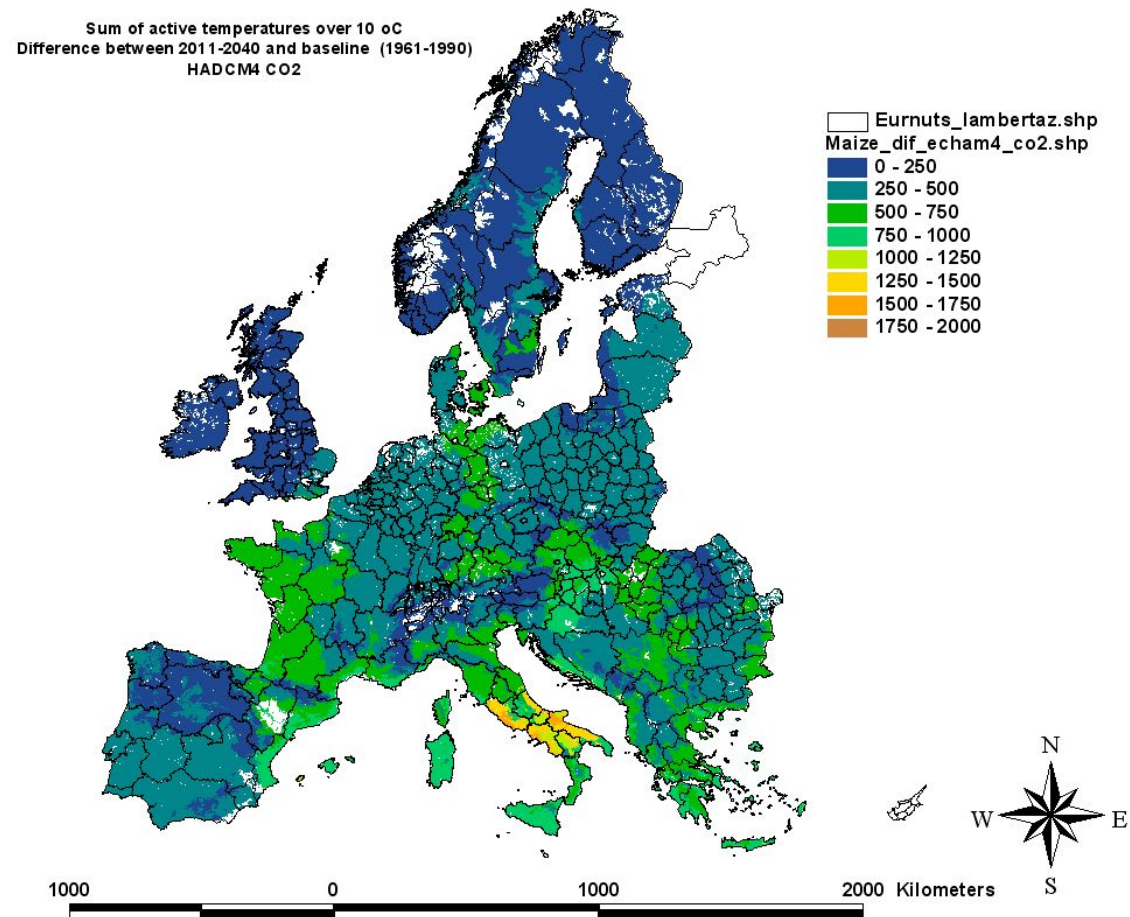 Sum of active temperatures over 10 oC
Difference between 2011-2040 and baseline (1961-1990)
HADCM4 CO2
Eurnuts_lambertaz.shp
Maize_dif_echam4_co2.shp
0 - 250
250 - 500
500 - 750
750 - 1000
1000 - 1250
1250 - 1500
1500 - 1750
1750 - 2000
N
W E
S
1000 0 1000 2000 Kilometers